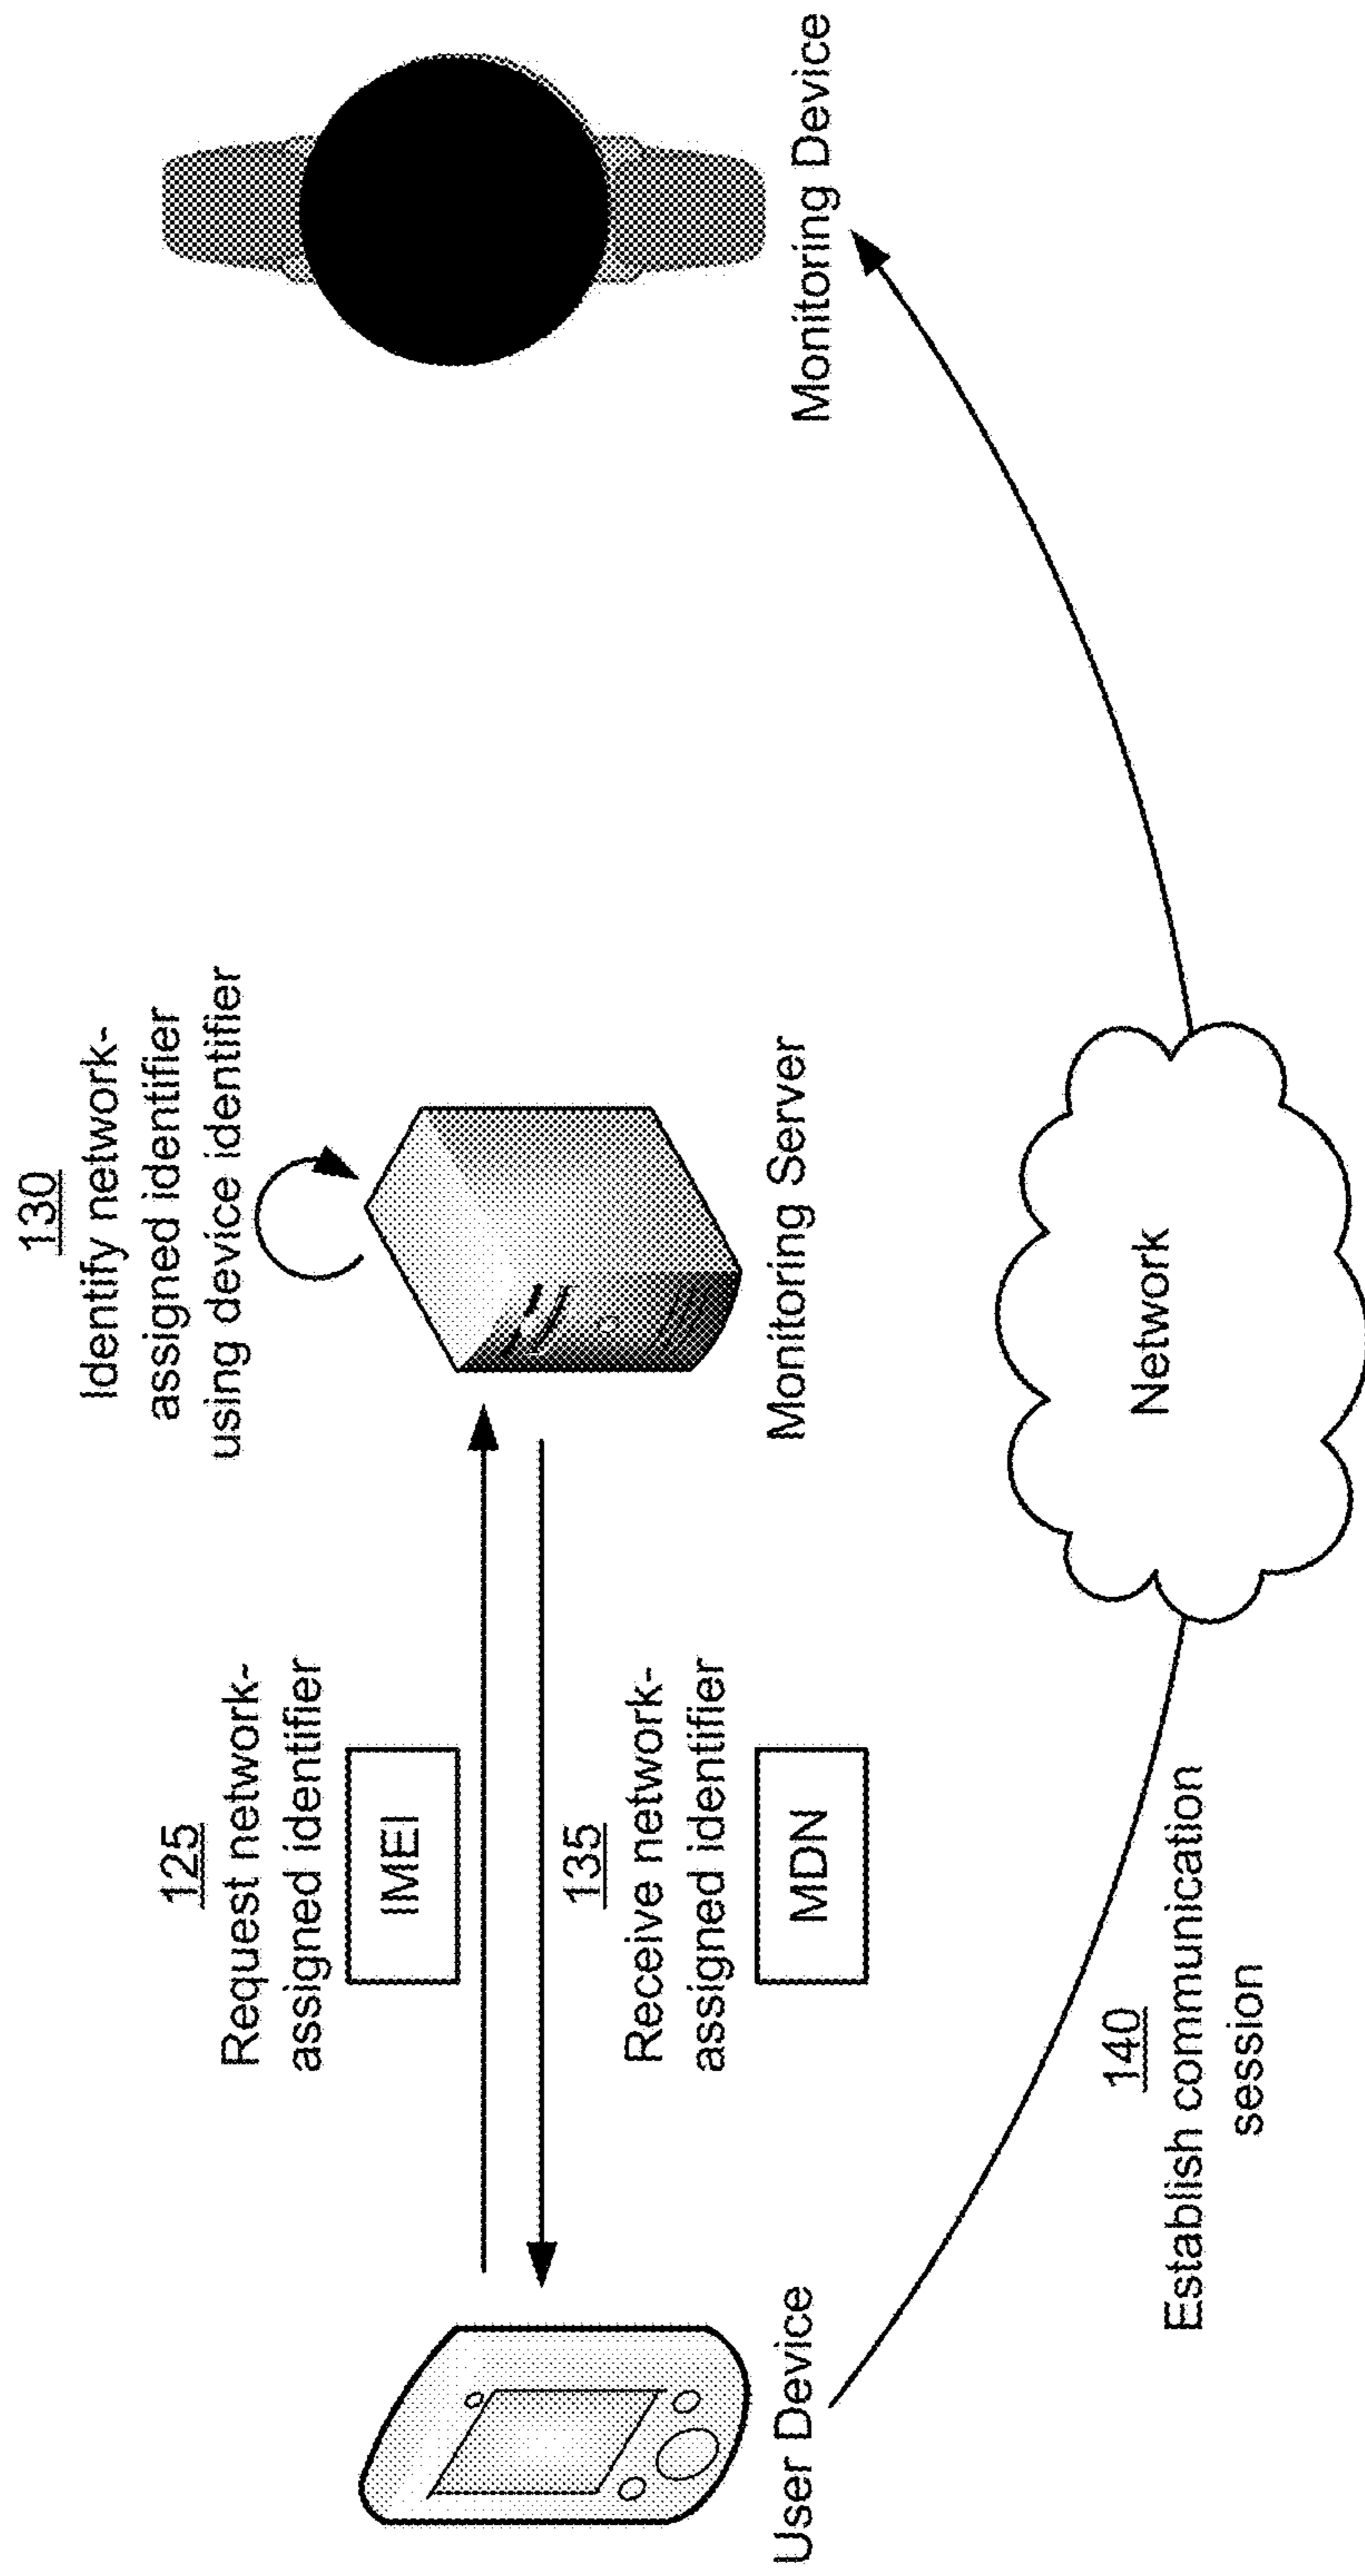 130
Identify network-
assigned identifier
using device identifier
125
Request network-
assigned identifier
IMEI
135
Receive network-
assigned identifier
MDN
User Device
Monitoring Server
Monitoring Device
140
Establish communication
session
Network